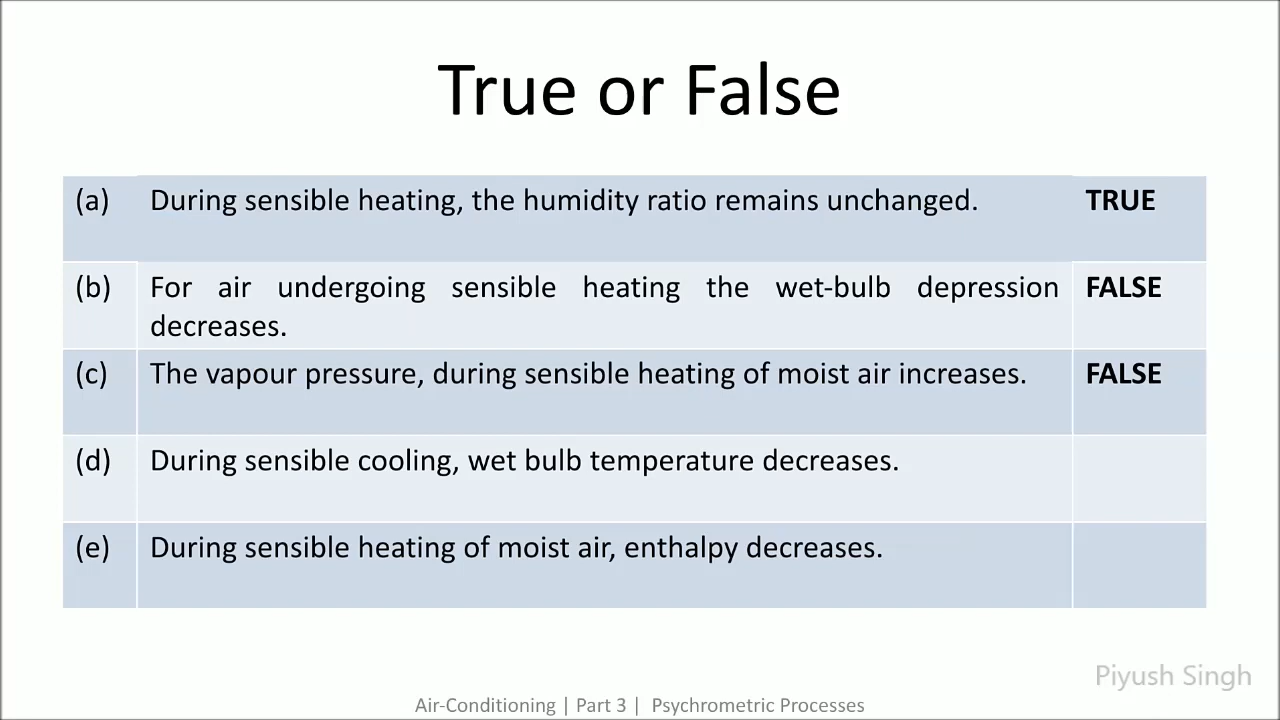 True or False
(a) During sensible heating, the humidity ratio remains unchanged. TRUE
(b) For air undergoing sensible heating the wet-bulb depression FALSE
decreases.
(c) The vapour pressure, during sensible heating of moist air increases. FALSE
(d) During sensible cooling, wet bulb temperature decreases.
(e) During sensible heating of moist air, enthalpy decreases.
Piyush Singh
Air-Conditioning | Part 3 | Psychrometric Processes